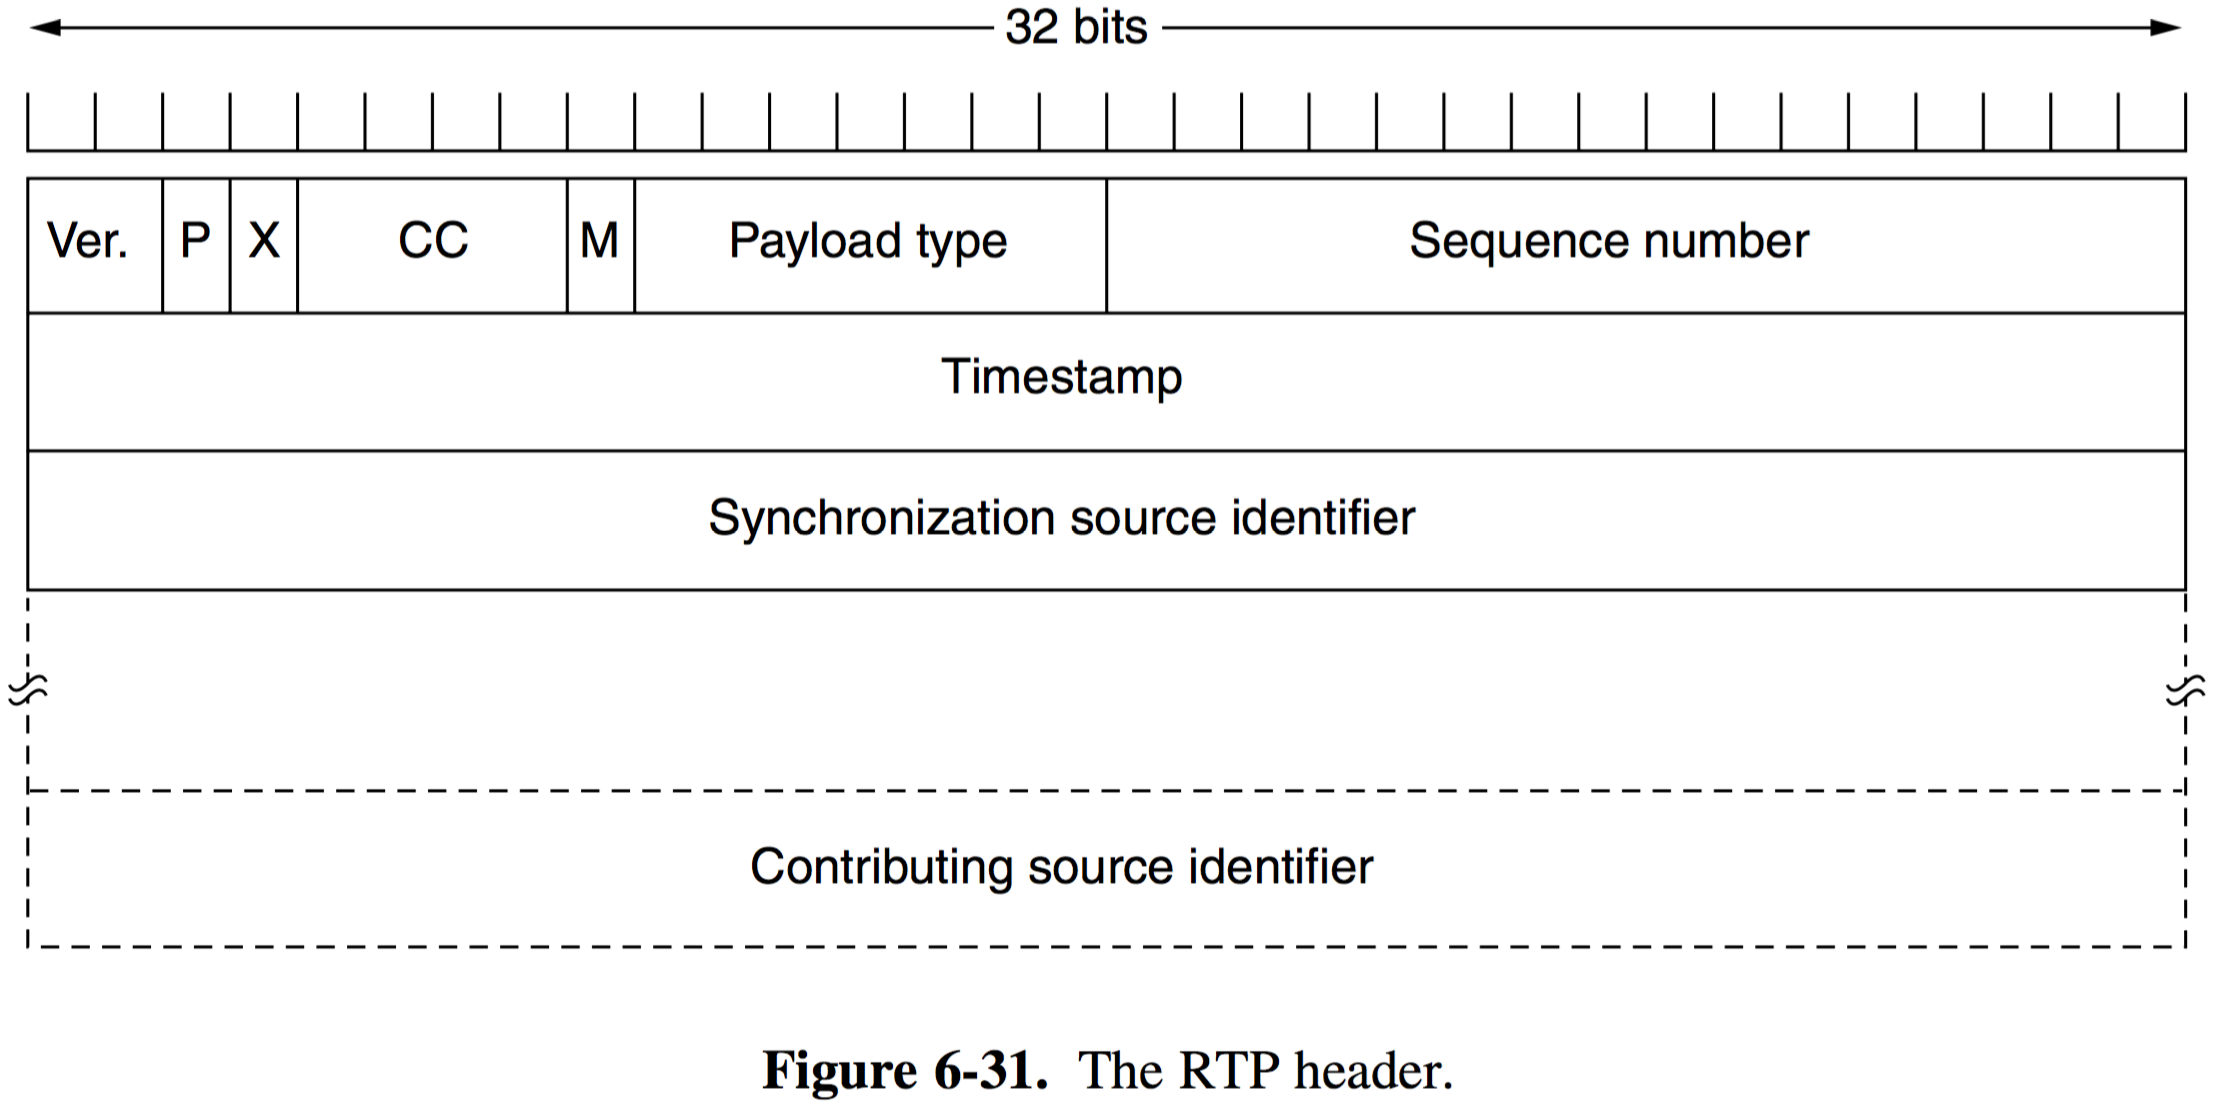 32 bits
Ver. P X CC M Payload type Sequence number
Timestamp
Synchronization source identifier
Contributing source identifier
Figure 6-31. The RTP header.